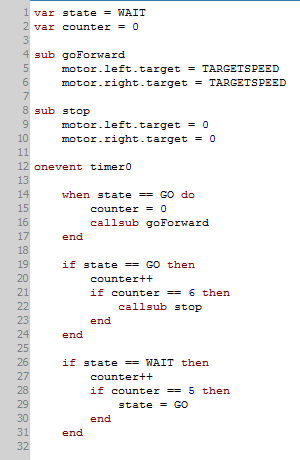 1 var state = WAIT
2 var counter = 0
3
4 sub goForward
5     motor.left.target = TARGETSPEED
6     motor.right.target = TARGETSPEED
7
8 sub stop
9     motor.left.target = 0
10     motor.right.target = 0
11
12 onevent timer0
13
14     when state == GO do
15         counter = 0
16         callsub goForward
17     end
18
19     if state == GO then
20         counter++
21         if counter == 6 then
22             callsub stop
23         end
24     end
25
26     if state == WAIT then
27         counter++
28         if counter == 5 then
29             state = GO
30         end
31     end
32